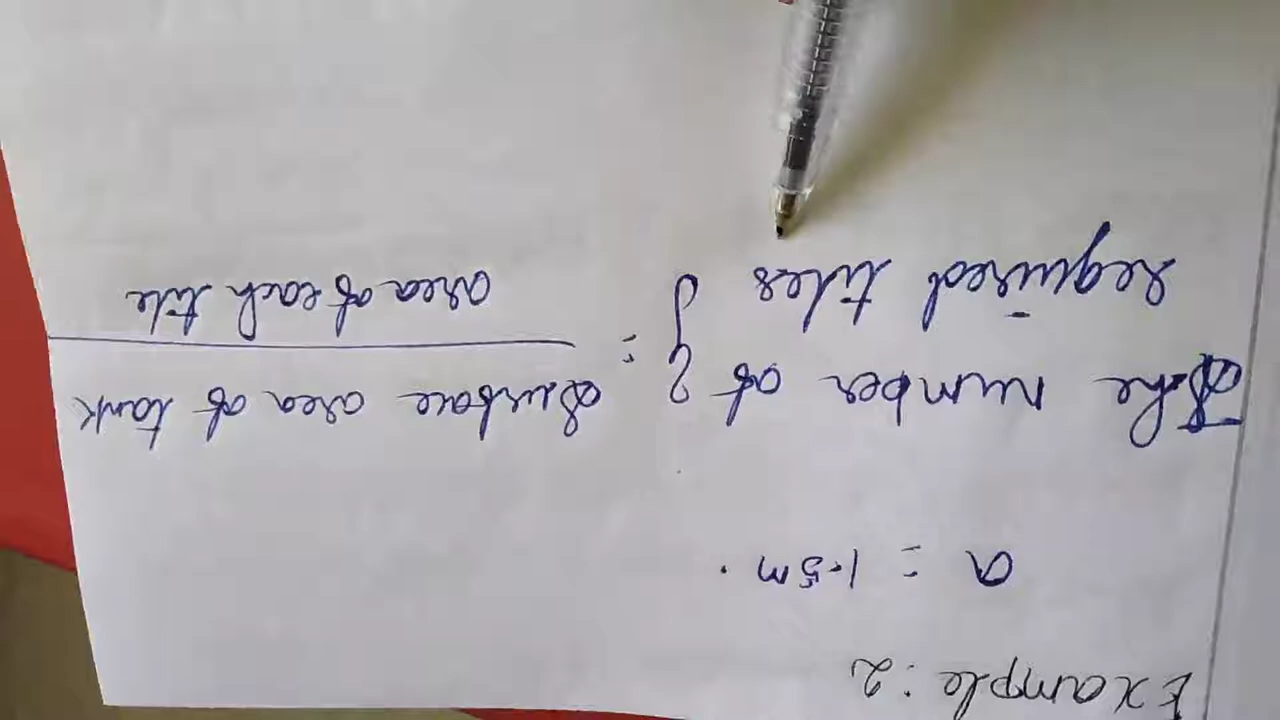 Example : 2
a = 1.5m .
The number of } = Surface area of tank
required tiles area of each tile